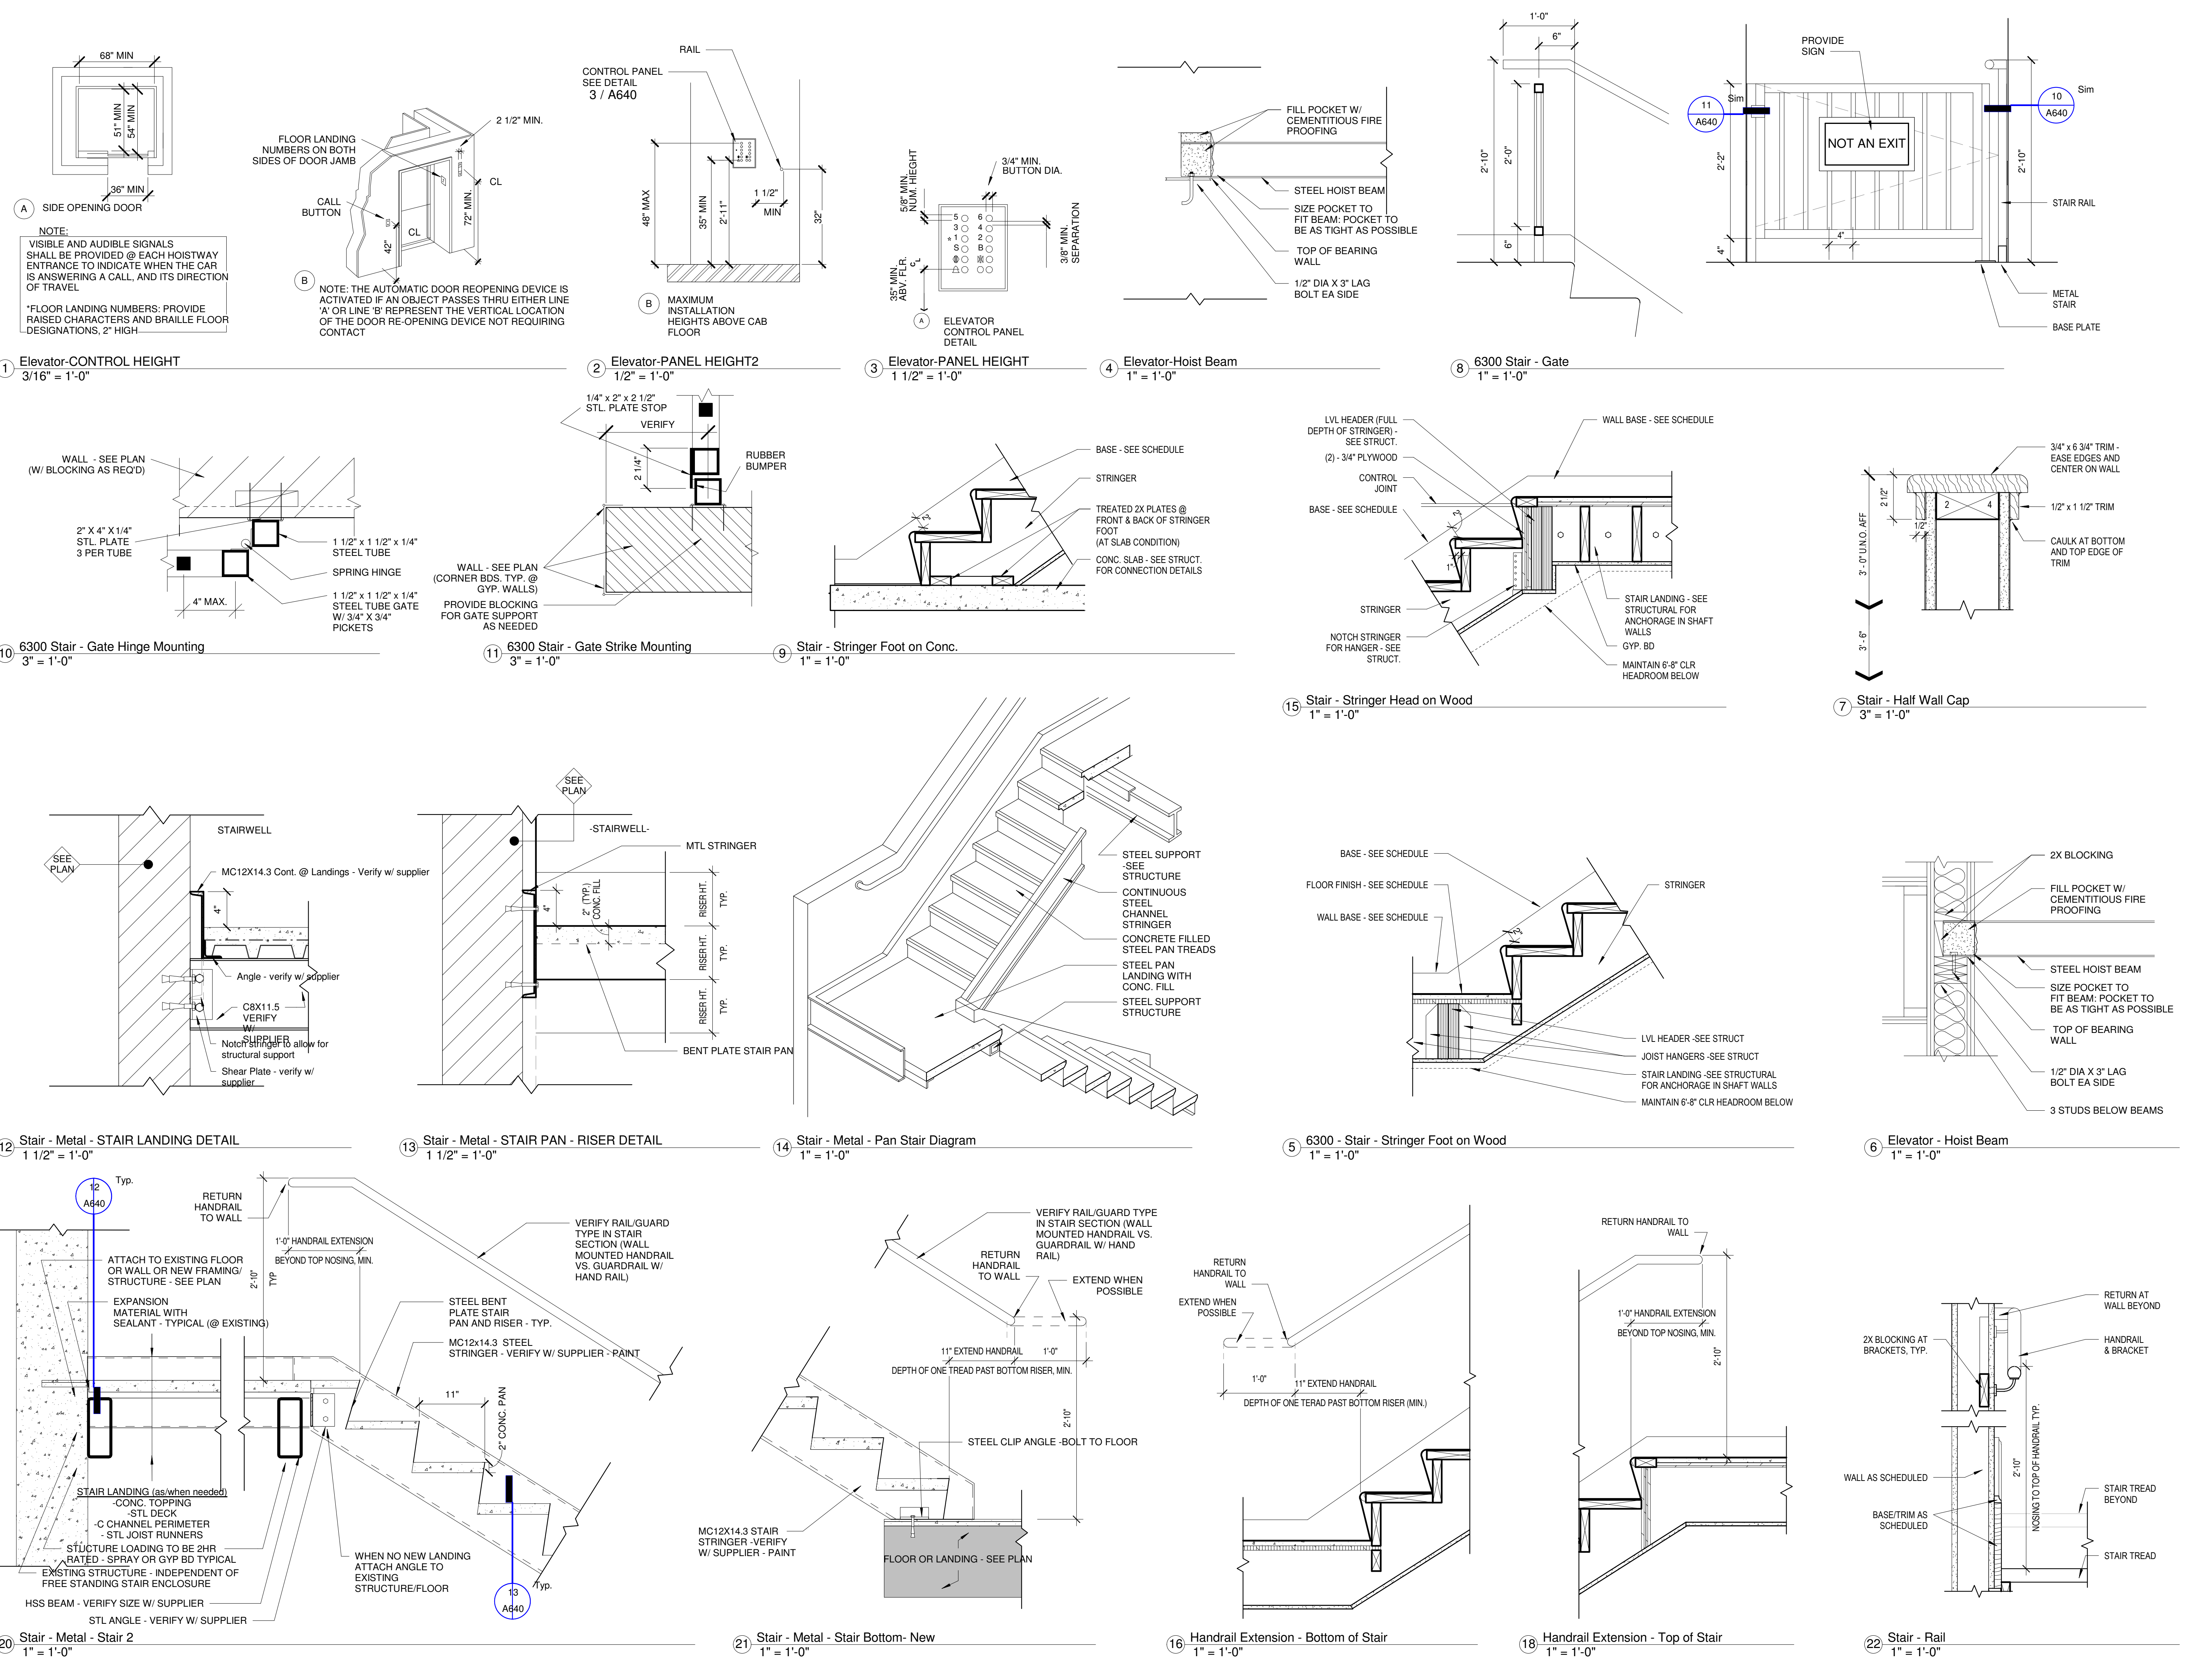 68" MIN
51" MIN
54" MIN
36" MIN
A
SIDE OPENING DOOR
NOTE:
VISIBLE AND AUDIBLE SIGNALS
SHALL BE PROVIDED @ EACH HOISTWAY
ENTRANCE TO INDICATE WHEN THE CAR
IS ANSWERING A CALL, AND ITS DIRECTION
OF TRAVEL
*FLOOR LANDING NUMBERS: PROVIDE
RAISED CHARACTERS AND BRAILLE FLOOR
DESIGNATIONS, 2" HIGH
2 1/2" MIN.
FLOOR LANDING
NUMBERS ON BOTH
SIDES OF DOOR JAMB
CL
CALL
BUTTON
CL
72" MIN.
42"
B
NOTE: THE AUTOMATIC DOOR REOPENING DEVICE IS
ACTIVATED IF AN OBJECT PASSES THRU EITHER LINE
'A' OR LINE 'B' REPRESENT THE VERTICAL LOCATION
OF THE DOOR RE-OPENING DEVICE NOT REQUIRING
CONTACT
1
Elevator-CONTROL HEIGHT
3/16" = 1'-0"
RAIL
CONTROL PANEL
SEE DETAIL
3 / A640
48" MAX
35" MIN
2'-11"
1 1/2"
MIN
32"
B
MAXIMUM
INSTALLATION
HEIGHTS ABOVE CAB
FLOOR
2
Elevator-PANEL HEIGHT2
1/2" = 1'-0"
5/8" MIN.
NUM. HIEGHT
3/4" MIN.
BUTTON DIA.
5 6
3 4
* 1 2
S B
3/8" MIN.
SEPARATION
35" MIN.
ABV. FLR.
CL
A
ELEVATOR
CONTROL PANEL
DETAIL
3
Elevator-PANEL HEIGHT
1 1/2" = 1'-0"
FILL POCKET W/
CEMENTITIOUS FIRE
PROOFING
STEEL HOIST BEAM
SIZE POCKET TO
FIT BEAM: POCKET TO
BE AS TIGHT AS POSSIBLE
TOP OF BEARING
WALL
1/2" DIA X 3" LAG
BOLT EA SIDE
4
Elevator-Hoist Beam
1" = 1'-0"
1'-0"
6"
2'-10"
2'-0"
6"
PROVIDE
SIGN
11
A640
Sim
NOT AN EXIT
10
A640
Sim
2'-2"
4"
4"
2'-10"
STAIR RAIL
METAL
STAIR
BASE PLATE
8
6300 Stair - Gate
1" = 1'-0"
WALL - SEE PLAN
(W/ BLOCKING AS REQ'D)
2" X 4" X 1/4"
STL. PLATE
3 PER TUBE
4" MAX.
1 1/2" x 1 1/2" x 1/4"
STEEL TUBE
SPRING HINGE
1 1/2" x 1 1/2" x 1/4"
STEEL TUBE GATE
W/ 3/4" X 3/4"
PICKETS
10
6300 Stair - Gate Hinge Mounting
3" = 1'-0"
1/4" x 2" x 2 1/2"
STL. PLATE STOP
VERIFY
2 1/4"
RUBBER
BUMPER
WALL - SEE PLAN
(CORNER BDS. TYP. @
GYP. WALLS)
PROVIDE BLOCKING
FOR GATE SUPPORT
AS NEEDED
11
6300 Stair - Gate Strike Mounting
3" = 1'-0"
BASE - SEE SCHEDULE
STRINGER
TREATED 2X PLATES @
FRONT & BACK OF STRINGER
FOOT
(AT SLAB CONDITION)
CONC. SLAB - SEE STRUCT.
FOR CONNECTION DETAILS
2"
9
Stair - Stringer Foot on Conc.
1" = 1'-0"
LVL HEADER (FULL
DEPTH OF STRINGER) -
SEE STRUCT.
(2) - 3/4" PLYWOOD
CONTROL
JOINT
BASE - SEE SCHEDULE
WALL BASE - SEE SCHEDULE
2"
1"
STRINGER
NOTCH STRINGER
FOR HANGER - SEE
STRUCT.
STAIR LANDING - SEE
STRUCTURAL FOR
ANCHORAGE IN SHAFT
WALLS
GYP. BD
MAINTAIN 6'-8" CLR
HEADROOM BELOW
15
Stair - Stringer Head on Wood
1" = 1'-0"
3/4" x 6 3/4" TRIM -
EASE EDGES AND
CENTER ON WALL
1/2" x 1 1/2" TRIM
CAULK AT BOTTOM
AND TOP EDGE OF
TRIM
2 1/2"
1/2"
2 4
3' - 0" U.N.O. AFF
3' - 6"
7
Stair - Half Wall Cap
3" = 1'-0"
STAIRWELL
SEE
PLAN
MC12X14.3 Cont. @ Landings - Verify w/ supplier
4"
Angle - verify w/ supplier
C8X11.5
VERIFY
W/
SUPPLIER
Notch stringer to allow for
structural support
Shear Plate - verify w/
supplier
12
Stair - Metal - STAIR LANDING DETAIL
1 1/2" = 1'-0"
SEE
PLAN
-STAIRWELL-
MTL STRINGER
4"
2" (TYP.)
CONC. FILL
RISER HT.
TYP.
RISER HT.
TYP.
RISER HT.
TYP.
BENT PLATE STAIR PAN
13
Stair - Metal - STAIR PAN - RISER DETAIL
1 1/2" = 1'-0"
STEEL SUPPORT
-SEE
STRUCTURE
CONTINUOUS
STEEL
CHANNEL
STRINGER
CONCRETE FILLED
STEEL PAN TREADS
STEEL PAN
LANDING WITH
CONC. FILL
STEEL SUPPORT
STRUCTURE
14
Stair - Metal - Pan Stair Diagram
1" = 1'-0"
BASE - SEE SCHEDULE
FLOOR FINISH - SEE SCHEDULE
WALL BASE - SEE SCHEDULE
STRINGER
2"
LVL HEADER -SEE STRUCT
JOIST HANGERS -SEE STRUCT
STAIR LANDING -SEE STRUCTURAL
FOR ANCHORAGE IN SHAFT WALLS
MAINTAIN 6'-8" CLR HEADROOM BELOW
5
6300 - Stair - Stringer Foot on Wood
1" = 1'-0"
2X BLOCKING
FILL POCKET W/
CEMENTITIOUS FIRE
PROOFING
STEEL HOIST BEAM
SIZE POCKET TO
FIT BEAM: POCKET TO
BE AS TIGHT AS POSSIBLE
TOP OF BEARING
WALL
1/2" DIA X 3" LAG
BOLT EA SIDE
3 STUDS BELOW BEAMS
6
Elevator - Hoist Beam
1" = 1'-0"
12
A640
Typ.
RETURN
HANDRAIL
TO WALL
1'-0" HANDRAIL EXTENSION
BEYOND TOP NOSING, MIN.
2'-10"
TYP
VERIFY RAIL/GUARD
TYPE IN STAIR
SECTION (WALL
MOUNTED HANDRAIL
VS. GUARDRAIL W/
HAND RAIL)
ATTACH TO EXISTING FLOOR
OR WALL OR NEW FRAMING/
STRUCTURE - SEE PLAN
EXPANSION
MATERIAL WITH
SEALANT - TYPICAL (@ EXISTING)
STEEL BENT
PLATE STAIR
PAN AND RISER - TYP.
MC12x14.3 STEEL
STRINGER - VERIFY W/ SUPPLIER - PAINT
11"
2" CONC. PAN
STAIR LANDING (as/when needed)
-CONC. TOPPING
-STL DECK
-C CHANNEL PERIMETER
- STL JOIST RUNNERS
STUCTURE LOADING TO BE 2HR
RATED - SPRAY OR GYP BD TYPICAL
EXISTING STRUCTURE - INDEPENDENT OF
FREE STANDING STAIR ENCLOSURE
HSS BEAM - VERIFY SIZE W/ SUPPLIER
STL ANGLE - VERIFY W/ SUPPLIER
WHEN NO NEW LANDING
ATTACH ANGLE TO
EXISTING
STRUCTURE/FLOOR
13
A640
Typ.
20
Stair - Metal - Stair 2
1" = 1'-0"
VERIFY RAIL/GUARD TYPE
IN STAIR SECTION (WALL
MOUNTED HANDRAIL VS.
GUARDRAIL W/ HAND
RAIL)
RETURN
HANDRAIL
TO WALL
EXTEND WHEN
POSSIBLE
11" EXTEND HANDRAIL
1'-0"
DEPTH OF ONE TREAD PAST BOTTOM RISER, MIN.
2'-10"
STEEL CLIP ANGLE -BOLT TO FLOOR
MC12X14.3 STAIR
STRINGER -VERIFY
W/ SUPPLIER - PAINT
FLOOR OR LANDING - SEE PLAN
21
Stair - Metal - Stair Bottom- New
1" = 1'-0"
RETURN
HANDRAIL TO
WALL
EXTEND WHEN
POSSIBLE
1'-0"
11" EXTEND HANDRAIL
DEPTH OF ONE TERAD PAST BOTTOM RISER (MIN.)
16
Handrail Extension - Bottom of Stair
1" = 1'-0"
RETURN HANDRAIL TO
WALL
1'-0" HANDRAIL EXTENSION
BEYOND TOP NOSING, MIN.
2'-10"
18
Handrail Extension - Top of Stair
1" = 1'-0"
RETURN AT
WALL BEYOND
2X BLOCKING AT
BRACKETS, TYP.
HANDRAIL
& BRACKET
2'-10"
NOSING TO TOP OF HANDRAIL TYP.
WALL AS SCHEDULED
BASE/TRIM AS
SCHEDULED
STAIR TREAD
BEYOND
STAIR TREAD
22
Stair - Rail
1" = 1'-0"